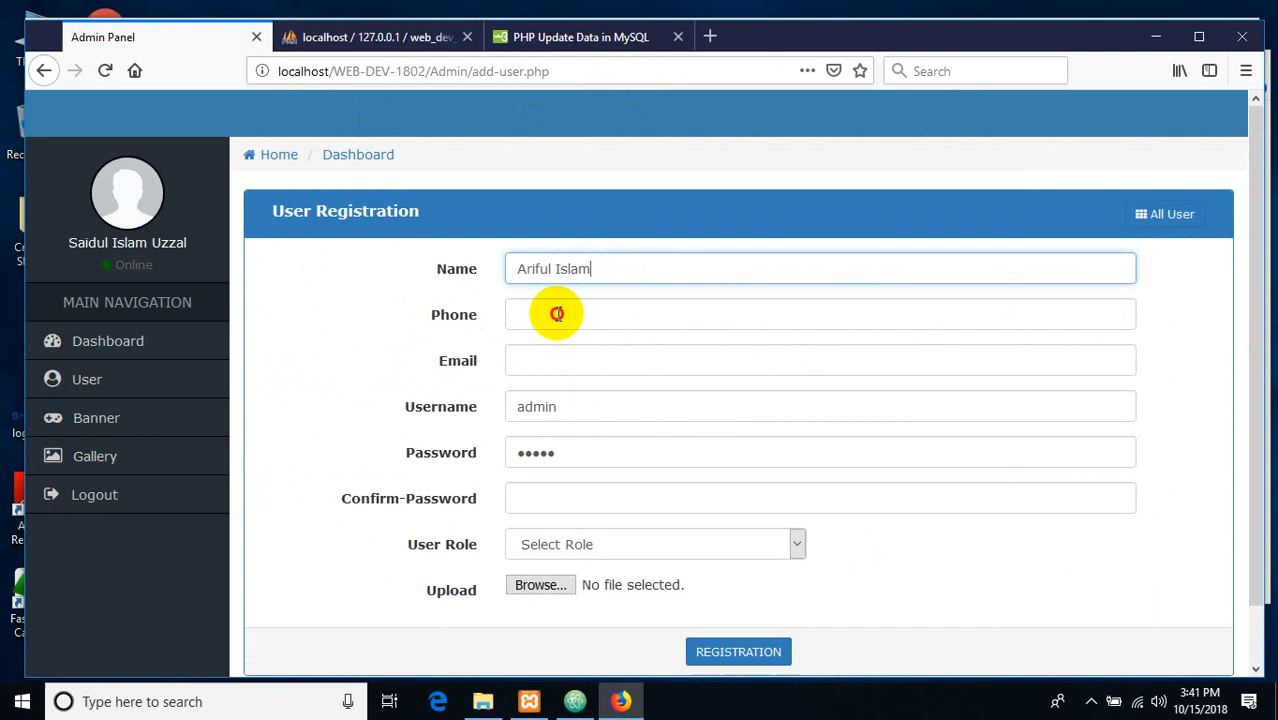 Admin Panel
localhost / 127.0.0.1 / web_dev_
PHP Update Data in MySQL
localhost/WEB-DEV-1802/Admin/add-user.php
Search
Home / Dashboard
Saidul Islam Uzzal
Online
MAIN NAVIGATION
Dashboard
User
Banner
Gallery
Logout
User Registration
All User
Name
Ariful Islam
Phone
Email
Username
admin
Password
•••••
Confirm-Password
User Role
Select Role
Upload
Browse...
No file selected.
REGISTRATION
Type here to search
3:41 PM
10/15/2018